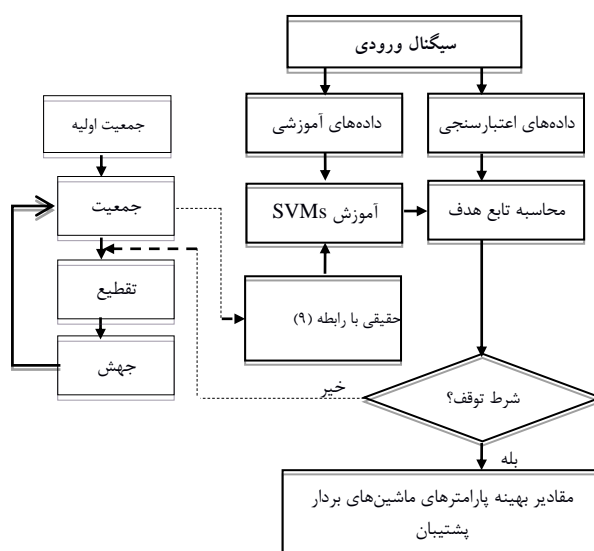 سیگنال ورودی
جمعیت اولیه
داده‌های آموزشی
داده‌های اعتبارسنجی
جمعیت
آموزش SVMs
محاسبه تابع هدف
تقطیع
حقیقی با رابطه (۹)
جهش
خیر
شرط توقف؟
بله
مقادیر بهینه پارامترهای ماشین‌های بردار
پشتیبان